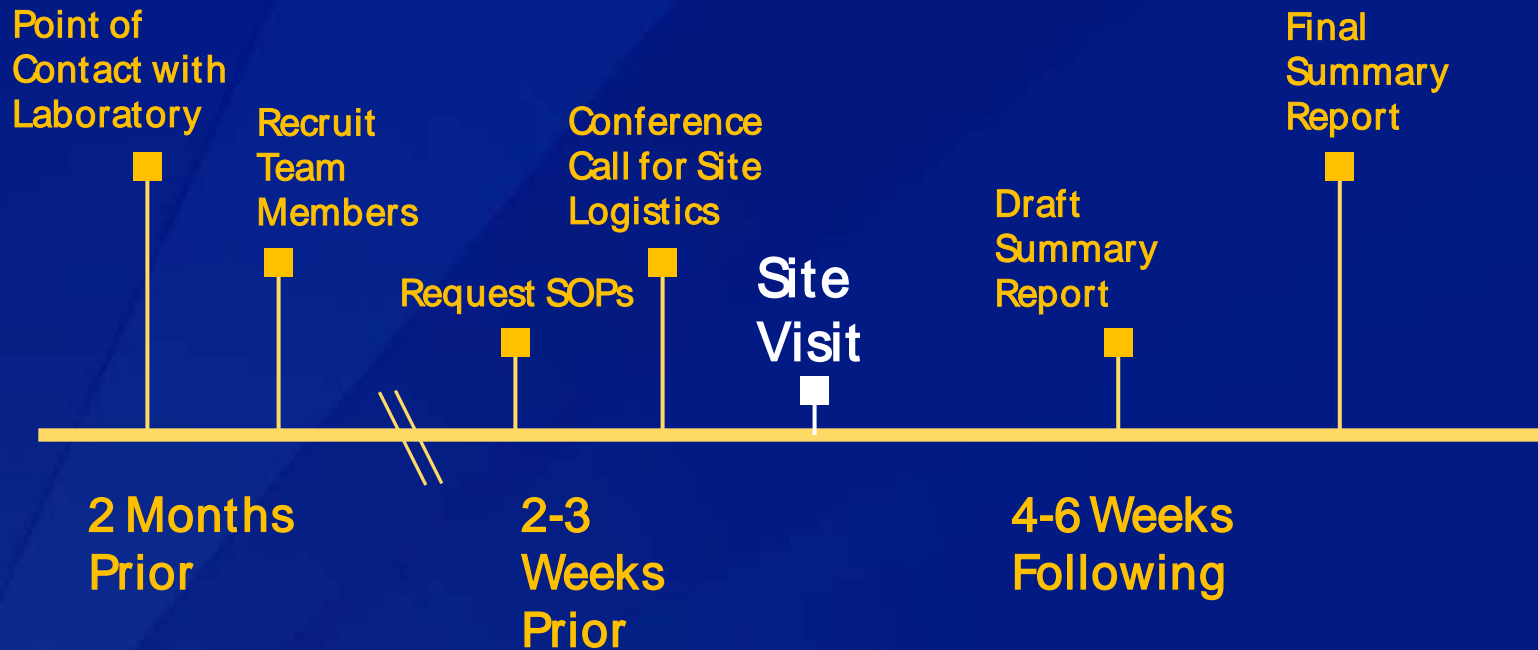 Point of
Contact with
Laboratory
Recruit
Team
Members
Request SOPs
Conference
Call for Site
Logistics
Site
Visit
Draft
Summary
Report
Final
Summary
Report
2 Months
Prior
2-3
Weeks
Prior
4-6 Weeks
Following